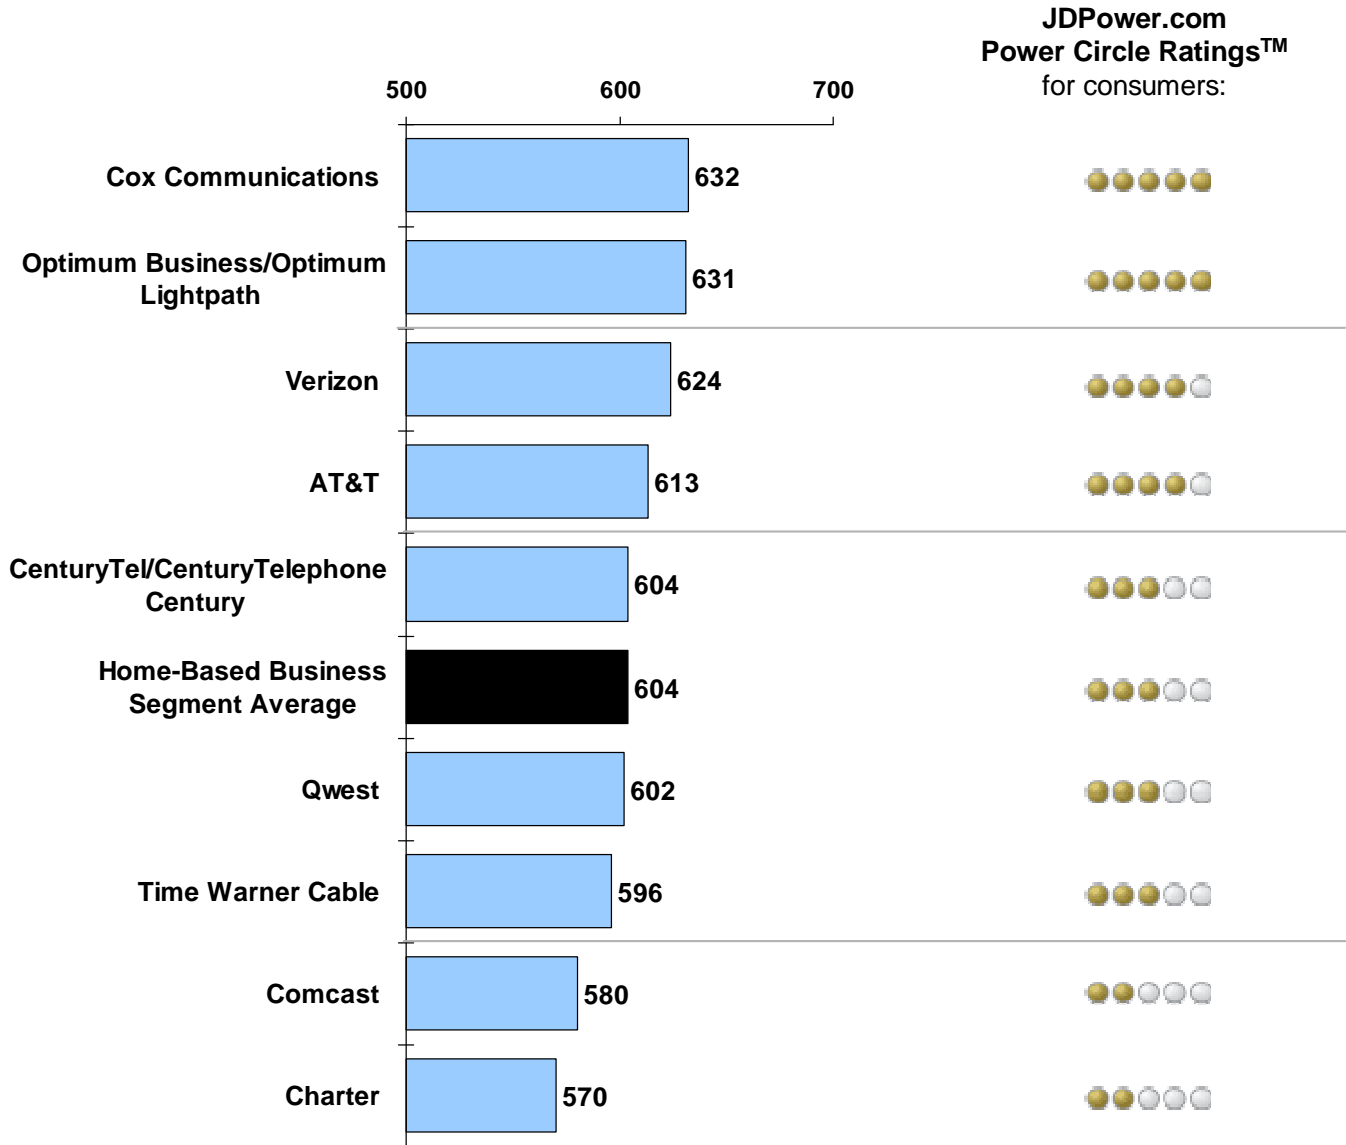 JDPower.com
Power Circle Ratings™
for consumers:
500 600 700
Cox Communications 632
Optimum Business/Optimum
Lightpath 631
Verizon 624
AT&T 613
CenturyTel/CenturyTelephone
Century 604
Home-Based Business
Segment Average 604
Qwest 602
Time Warner Cable 596
Comcast 580
Charter 570